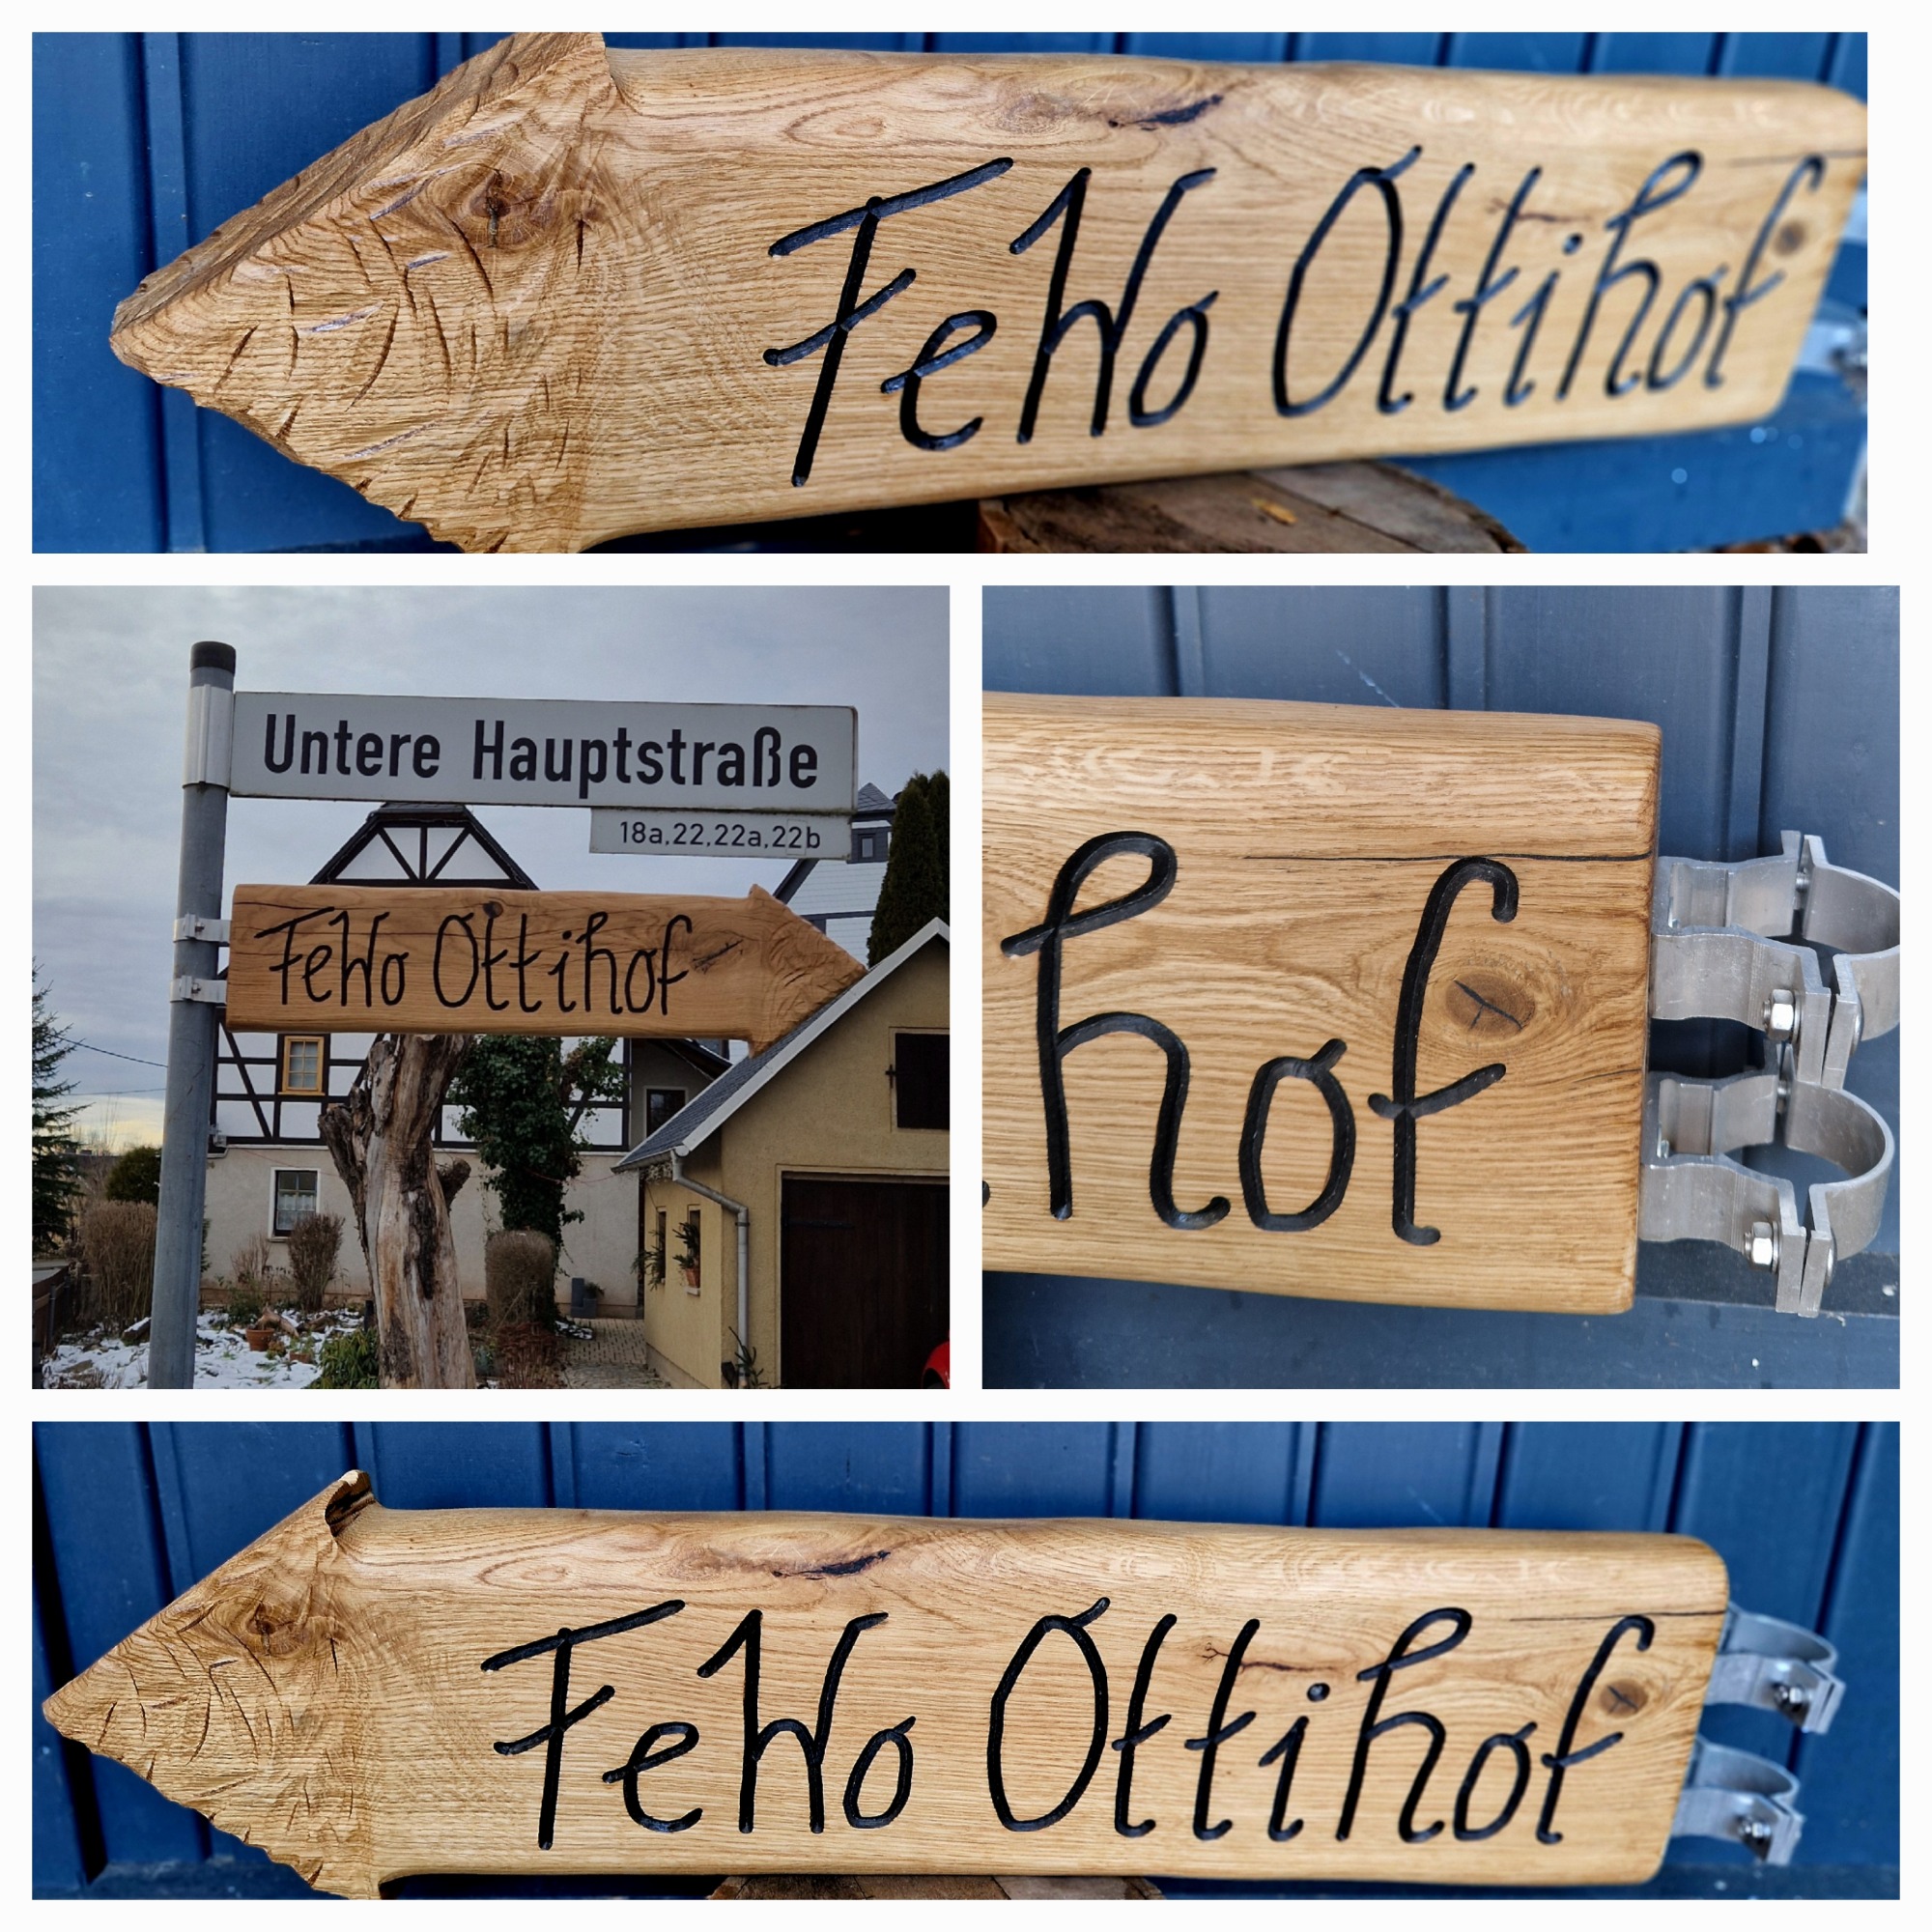 FeWo Ottihof
Untere Hauptstraße
18a,22,22a,22b
FeWo Ottihof
hof
FeWo Ottihof